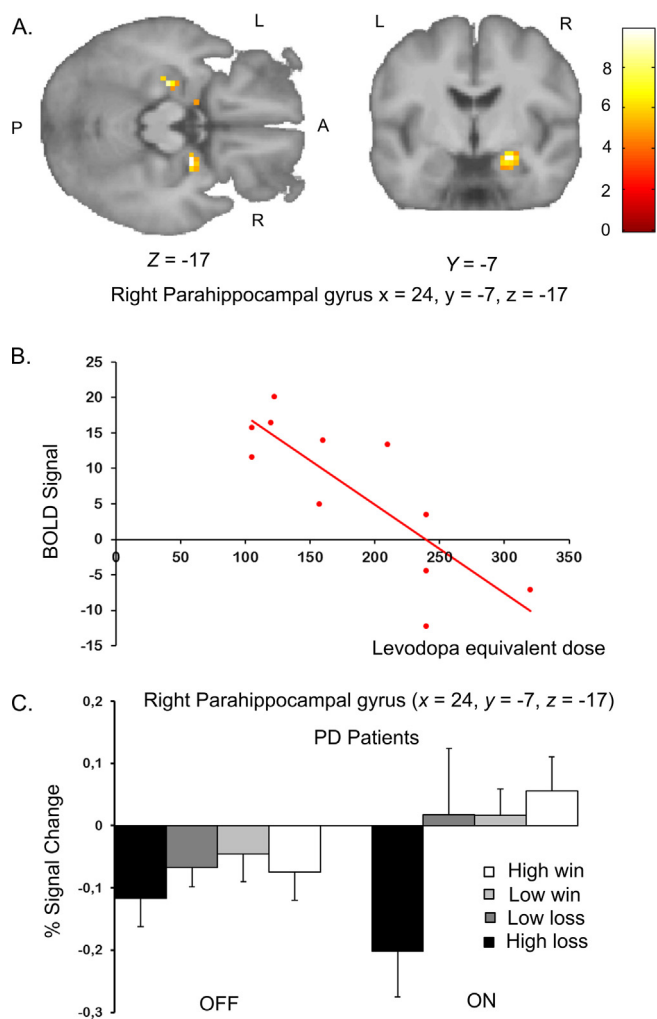 A.
L
P
A
R
Z = -17
L
R
Y = -7
8
6
4
2
0
Right Parahippocampal gyrus x = 24, y = -7, z = -17
B.
BOLD Signal
25
20
15
10
5
0
-5
-10
-15
0 50 100 150 200 250 300 350
Levodopa equivalent dose
C.
Right Parahippocampal gyrus (x = 24, y = -7, z = -17)
PD Patients
% Signal Change
0,2
0,1
0
-0,1
-0,2
-0,3
High win
Low win
Low loss
High loss
OFF
ON